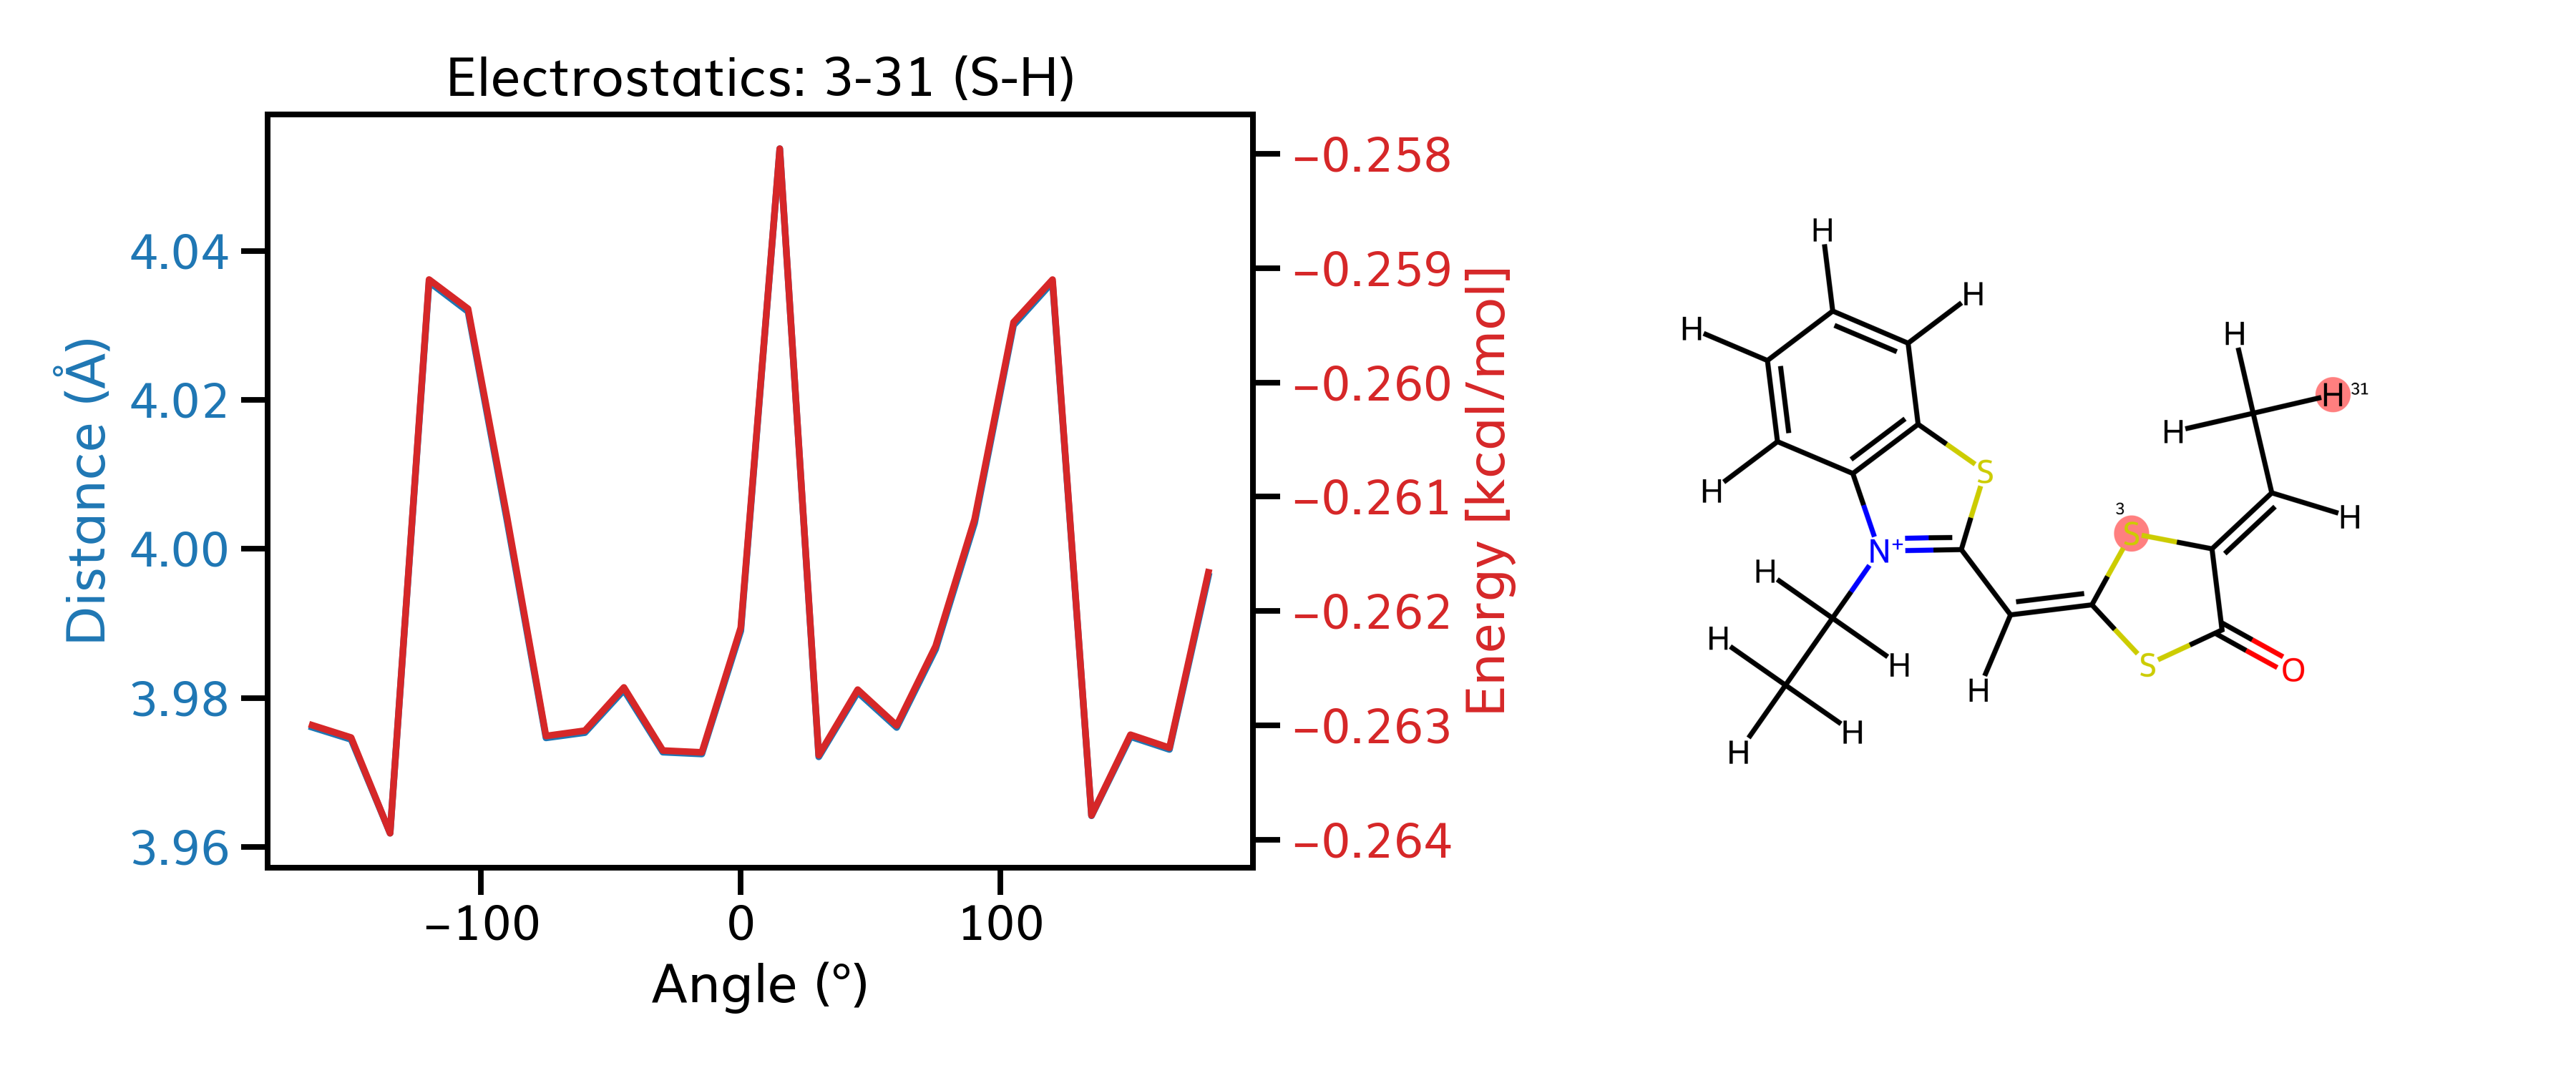 Electrostatics: 3-31 (S-H)
Distance (Å)
4.04
4.02
4.00
3.98
3.96
−0.258
−0.259
−0.260
−0.261
−0.262
−0.263
−0.264
Energy [kcal/mol]
−100 0 100
Angle (°)
H
H
H
H
H
H 31
H
S
H
H
3
S
N+
H
H
H
H
S
O
H
H
H